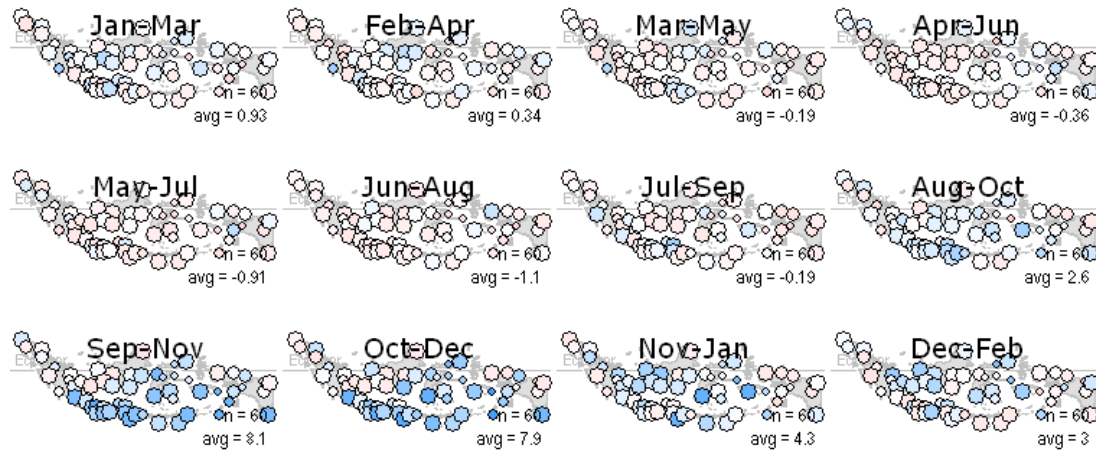 Jan-Mar
Feb-Apr
Mar-May
Apr-Jun
n = 60
n = 60
n = 60
n = 60
avg = 0.93
avg = 0.34
avg = -0.19
avg = -0.36
May-Jul
Jun-Aug
Jul-Sep
Aug-Oct
n = 60
n = 60
n = 60
n = 60
avg = -0.91
avg = -1.1
avg = -0.19
avg = 2.6
Sep-Nov
Oct-Dec
Nov-Jan
Dec-Feb
n = 60
n = 60
n = 60
n = 60
avg = 8.1
avg = 7.9
avg = 4.3
avg = 3